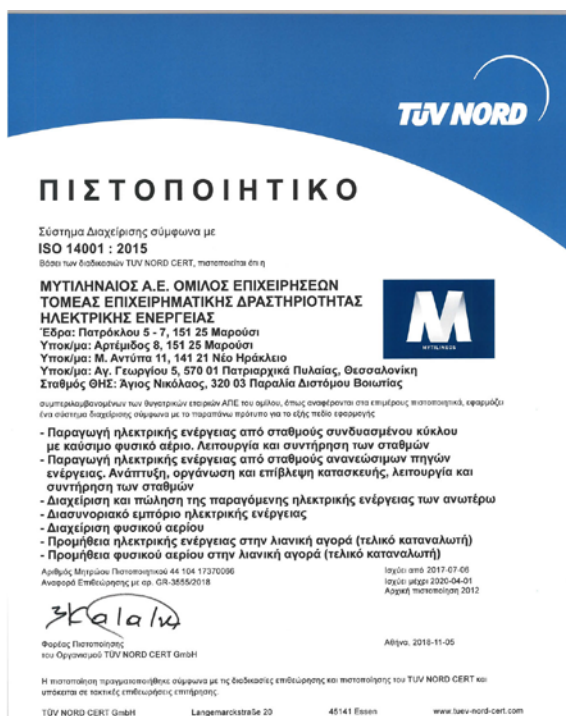 TÜV NORD
ΠΙΣΤΟΠΟΙΗΤΙΚΟ
Σύστημα Διαχείρισης σύμφωνα με
ISO 14001 : 2015
Βάσει των διαδικασιών TUV NORD CERT, πιστοποιείται ότι η
ΜΥΤΙΛΗΝΑΙΟΣ Α.Ε. ΟΜΙΛΟΣ ΕΠΙΧΕΙΡΗΣΕΩΝ
ΤΟΜΕΑΣ ΕΠΙΧΕΙΡΗΜΑΤΙΚΗΣ ΔΡΑΣΤΗΡΙΟΤΗΤΑΣ
ΗΛΕΚΤΡΙΚΗΣ ΕΝΕΡΓΕΙΑΣ
M
MYTILINEOS
Έδρα: Πατρόκλου 5 - 7, 151 25 Μαρούσι
Υποκ/μα: Αρτέμιδος 8, 151 25 Μαρούσι
Υποκ/μα: Μ. Αντύπα 11, 141 21 Νέο Ηράκλειο
Υποκ/μα: Αγ. Γεωργίου 5, 570 01 Πατριαρχικά Πυλαίας, Θεσσαλονίκη
Σταθμός ΘΗΣ: Άγιος Νικόλαος, 320 03 Παραλία Διστόμου Βοιωτίας
συμπεριλαμβανομένων των θυγατρικών εταιριών ΑΠΕ του ομίλου, όπως αναφέρονται στα επιμέρους πιστοποιητικά, εφαρμόζει
ένα σύστημα διαχείρισης σύμφωνα με το παραπάνω πρότυπο για το εξής πεδίο εφαρμογής
- Παραγωγή ηλεκτρικής ενέργειας από σταθμούς συνδυασμένου κύκλου
με καύσιμο φυσικό αέριο. Λειτουργία και συντήρηση των σταθμών
- Παραγωγή ηλεκτρικής ενέργειας από σταθμούς ανανεώσιμων πηγών
ενέργειας. Ανάπτυξη, οργάνωση και επίβλεψη κατασκευής, λειτουργία και
συντήρηση των σταθμών
- Διαχείριση και πώληση της παραγόμενης ηλεκτρικής ενέργειας των ανωτέρω
- Διασυνοριακό εμπόριο ηλεκτρικής ενέργειας
- Διαχείριση φυσικού αερίου
- Προμήθεια ηλεκτρικής ενέργειας στην λιανική αγορά (τελικό καταναλωτή)
- Προμήθεια φυσικού αερίου στην λιανική αγορά (τελικό καταναλωτή)
Αριθμός Μητρώου Πιστοποιητικού 44 104 17370066
Ισχύει από 2017-07-06
Αναφορά Επιθεώρησης με αρ. GR-3555/2018
Ισχύει μέχρι 2020-04-01
Αρχική πιστοποίηση 2012
Φορέας Πιστοποίησης
του Οργανισμού TÜV NORD CERT GmbH
Αθήνα, 2018-11-05
Η πιστοποίηση πραγματοποιήθηκε σύμφωνα με τις διαδικασίες επιθεώρησης και πιστοποίησης του TUV NORD CERT και
υπόκειται σε τακτικές επιθεωρήσεις επιτήρησης.
TÜV NORD CERT GmbH Langemarckstraße 20 45141 Essen www.tuev-nord-cert.com